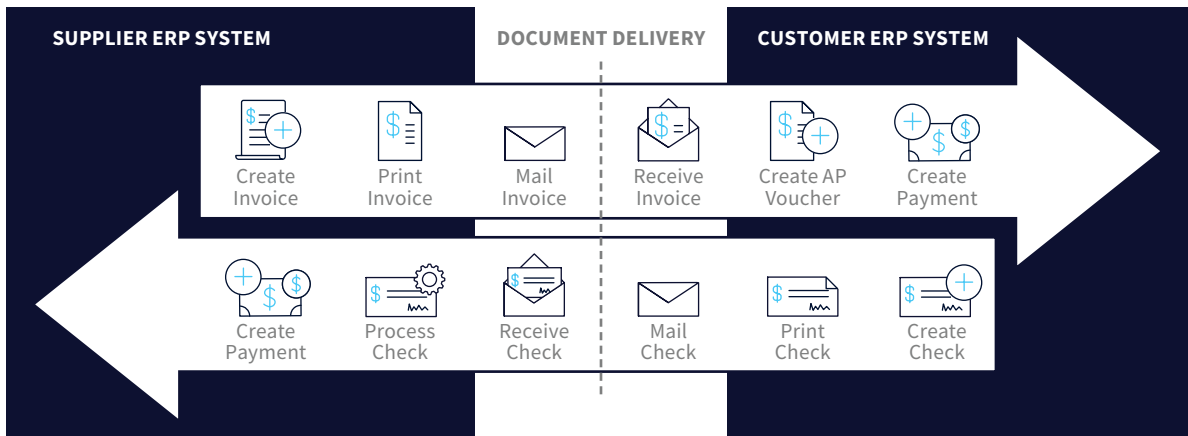 SUPPLIER ERP SYSTEM
DOCUMENT DELIVERY
CUSTOMER ERP SYSTEM
$
$
$
$
$
$
Create
Invoice
Print
Invoice
Mail
Invoice
Receive
Invoice
Create AP
Voucher
Create
Payment
$
$
$
$
$
$
Create
Payment
Process
Check
Receive
Check
Mail
Check
Print
Check
Create
Check